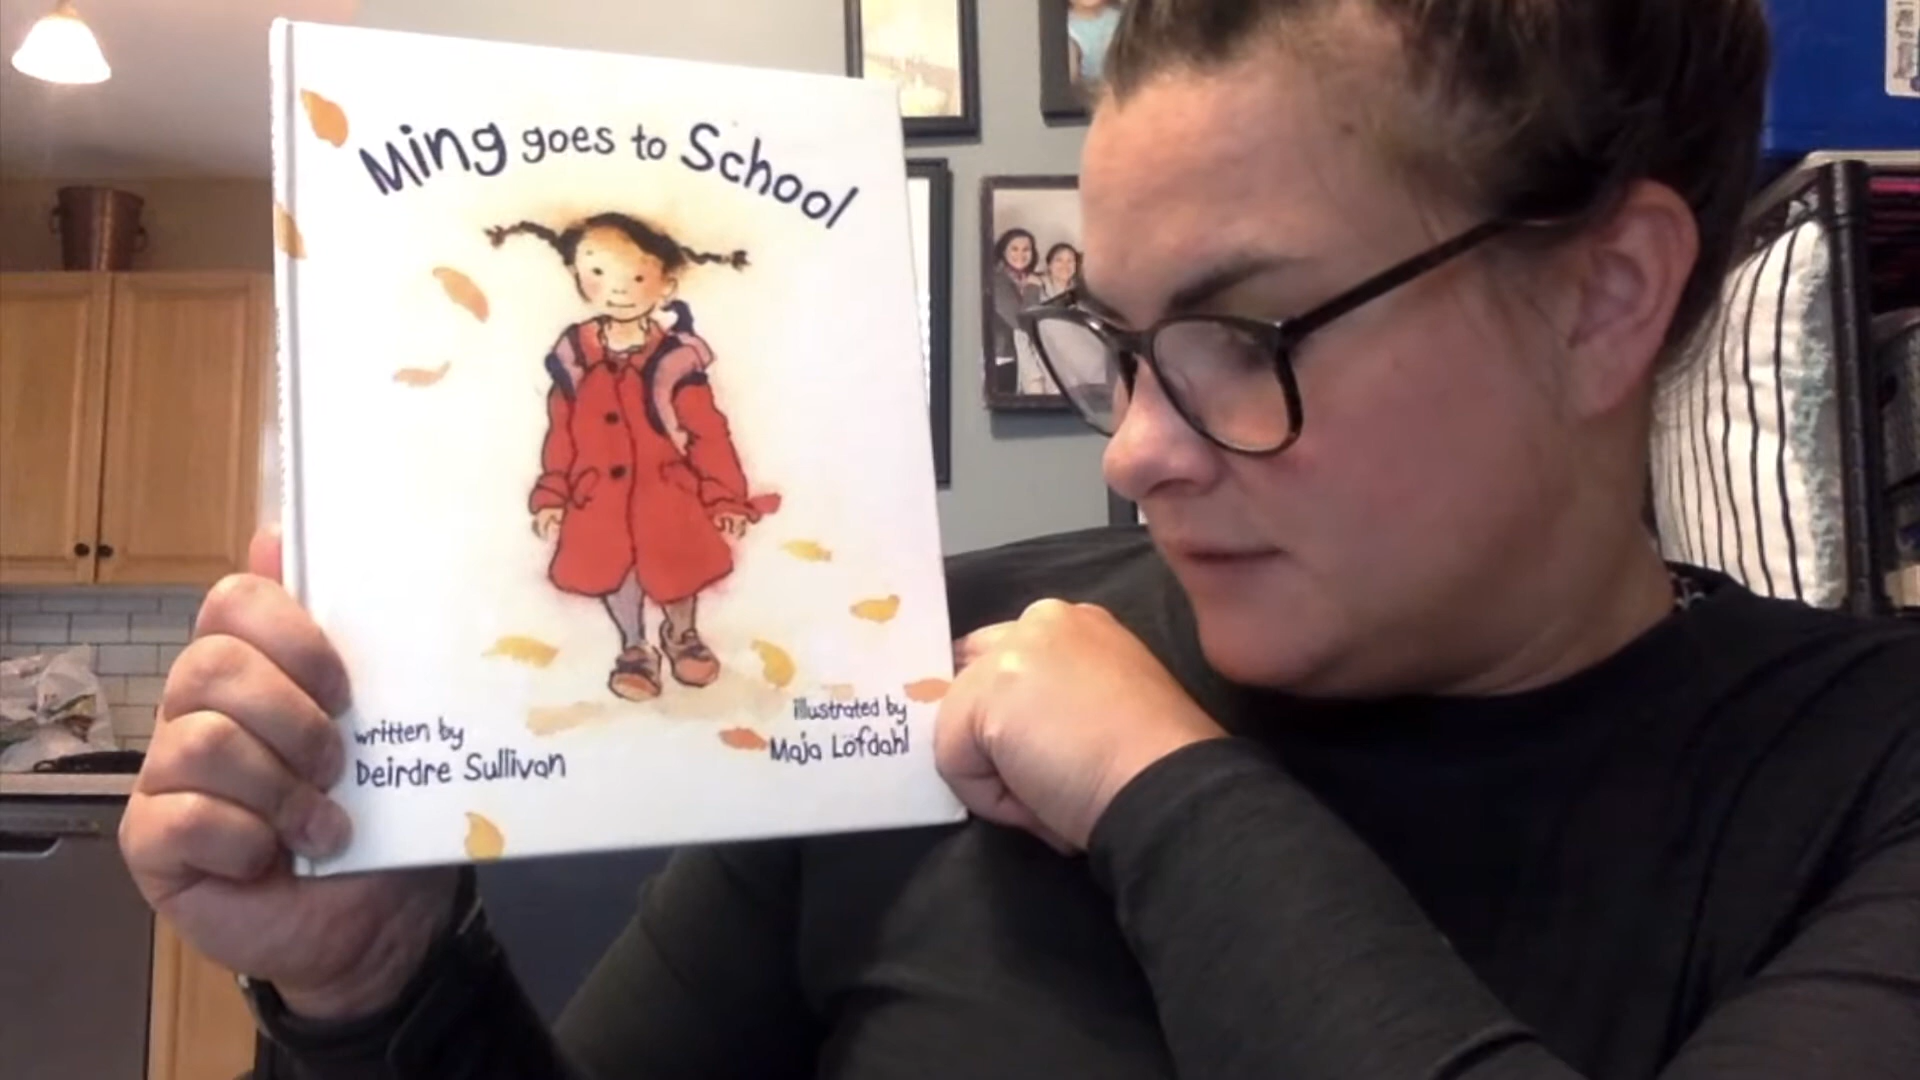 Ming goes to School
written by
Deirdre Sullivan
illustrated by
Maja Löfdahl